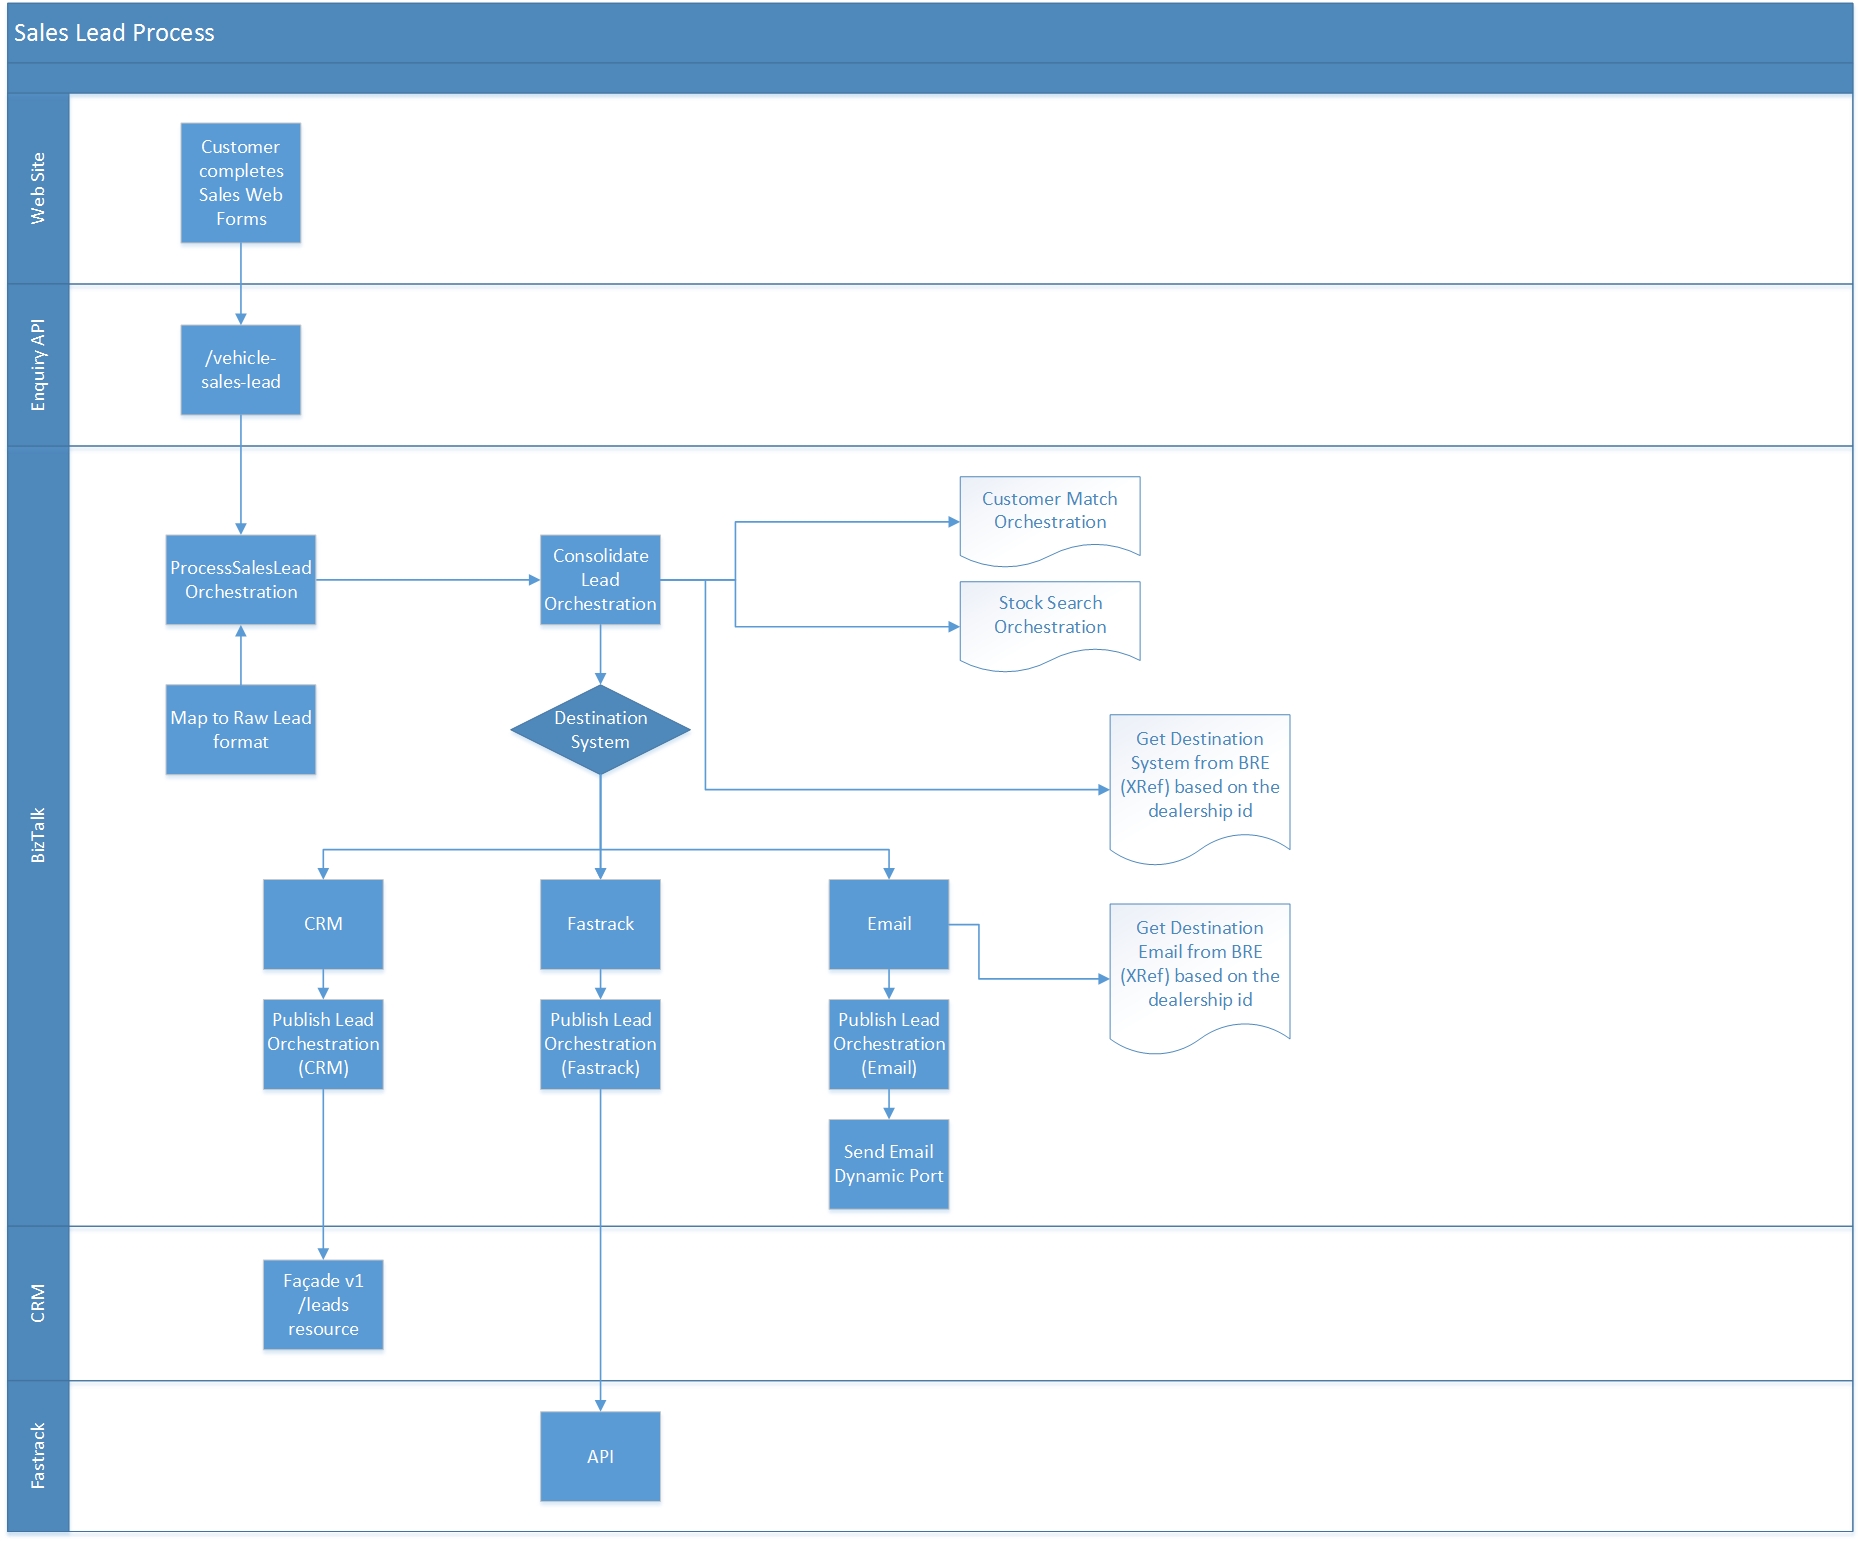 Sales Lead Process
Web Site
Customer
completes
Sales Web
Forms
Enquiry API
/vehicle-
sales-lead
BizTalk
ProcessSalesLead
Orchestration
Map to Raw Lead
format
Consolidate
Lead
Orchestration
Customer Match
Orchestration
Stock Search
Orchestration
Destination
System
Get Destination
System from BRE
(XRef) based on the
dealership id
CRM
Fastrack
Email
Get Destination
Email from BRE
(XRef) based on the
dealership id
Publish Lead
Orchestration
(CRM)
Publish Lead
Orchestration
(Fastrack)
Publish Lead
Orchestration
(Email)
Send Email
Dynamic Port
CRM
Façade v1
/leads
resource
Fastrack
API